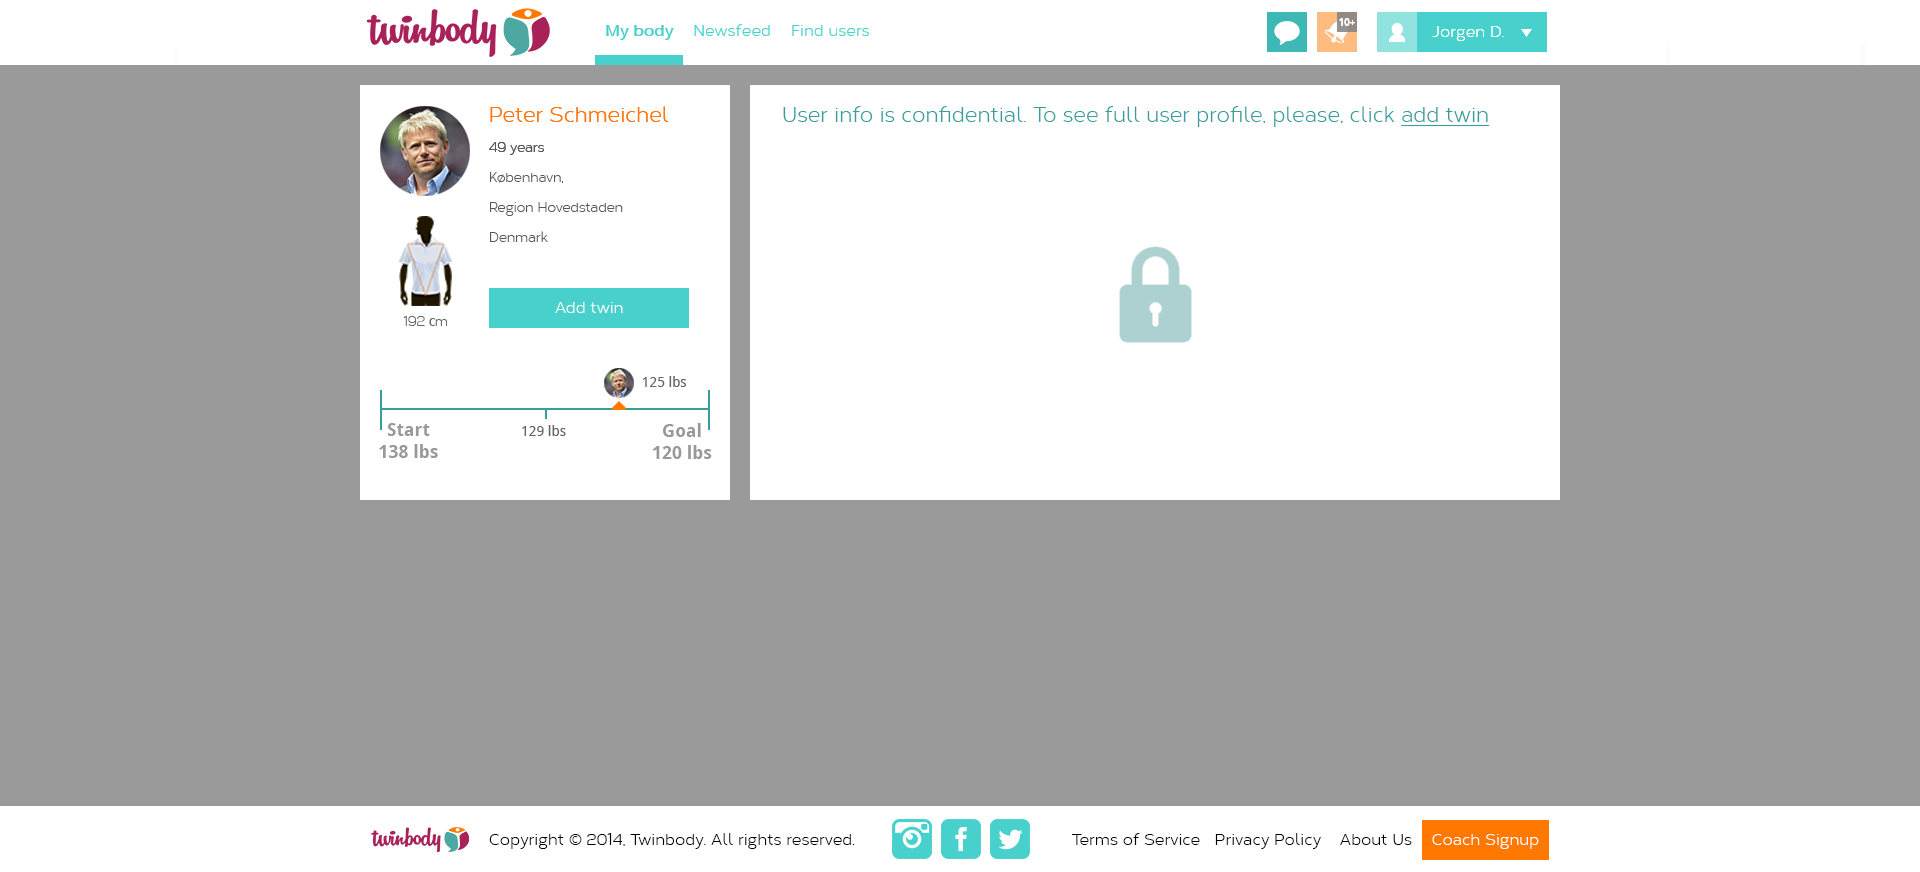 twinbody
My body Newsfeed Find users
10+
Jorgen D.
Peter Schmeichel
49 years
København,
Region Hovedstaden
Denmark
192 cm
Add twin
125 lbs
129 lbs
Start
138 lbs
Goal
120 lbs
User info is confidential. To see full user profile, please, click add twin
twinbody
Copyright © 2014, Twinbody. All rights reserved.
Terms of Service Privacy Policy About Us Coach Signup